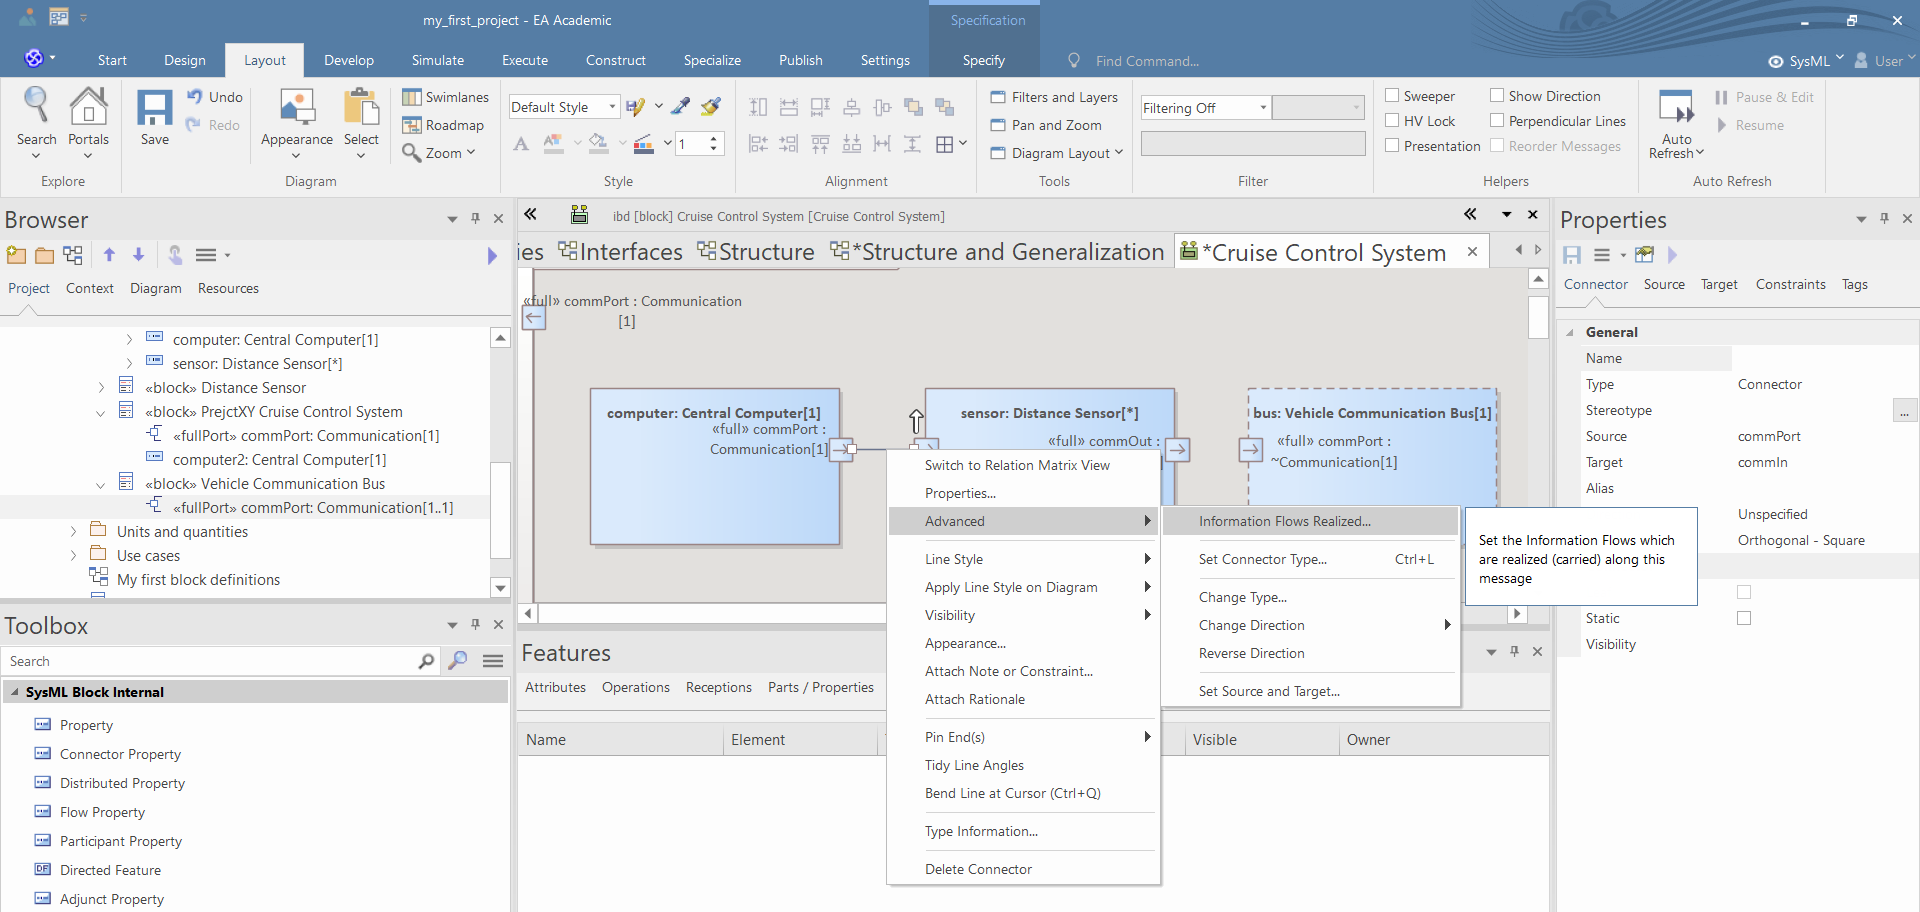 my_first_project - EA Academic
Specification
Start Design Layout Develop Simulate Execute Construct Specialize Publish Settings Specify Find Command...
SysML User
Search
Portals
Explore
Save
Undo
Redo
Appearance
Select
Swimlanes
Roadmap
Zoom
Diagram
Default Style
1
Style
Alignment
Filters and Layers
Pan and Zoom
Diagram Layout
Tools
Filtering Off
Filter
Sweeper
HV Lock
Presentation
Show Direction
Perpendicular Lines
Reorder Messages
Helpers
Auto
Refresh
Pause & Edit
Resume
Auto Refresh
Browser
Project Context Diagram Resources
computer: Central Computer[1]
sensor: Distance Sensor[*]
«block» Distance Sensor
«block» PrejctXY Cruise Control System
«fullPort» commPort: Communication[1]
computer2: Central Computer[1]
«block» Vehicle Communication Bus
«fullPort» commPort: Communication[1..1]
Units and quantities
Use cases
My first block definitions
Toolbox
Search
SysML Block Internal
Property
Connector Property
Distributed Property
Flow Property
Participant Property
DF Directed Feature
Adjunct Property
ibd [block] Cruise Control System [Cruise Control System]
ies Interfaces Structure *Structure and Generalization *Cruise Control System
«full» commPort : Communication
[1]
computer: Central Computer[1]
«full» commPort :
Communication[1]
sensor: Distance Sensor[*]
«full» commOut :
bus: Vehicle Communication Bus[1]
«full» commPort :
~Communication[1]
Switch to Relation Matrix View
Properties...
Advanced
Line Style
Apply Line Style on Diagram
Visibility
Appearance...
Attach Note or Constraint...
Attach Rationale
Pin End(s)
Tidy Line Angles
Bend Line at Cursor (Ctrl+Q)
Type Information...
Delete Connector
Information Flows Realized...
Set Connector Type... Ctrl+L
Change Type...
Change Direction
Reverse Direction
Set Source and Target...
Set the Information Flows which
are realized (carried) along this
message
Features
Attributes Operations Receptions Parts / Properties
Name Element Visible Owner
Properties
Connector Source Target Constraints Tags
General
Name
Type Connector
Stereotype ...
Source commPort
Target commIn
Alias
Unspecified
Orthogonal - Square
Static
Visibility